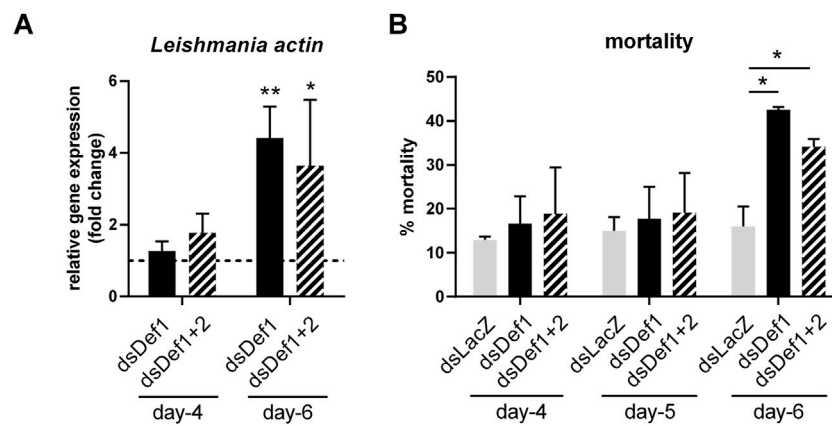 A
Leishmania actin
relative gene expression
(fold change)
6
4
2
0
** *
dsDef1 dsDef1+2 dsDef1 dsDef1+2
day-4 day-6
B
mortality
% mortality
50
40
30
20
10
0
*
*
dsLacZ dsDef1 dsDef1+2 dsLacZ dsDef1 dsDef1+2 dsLacZ dsDef1 dsDef1+2
day-4 day-5 day-6